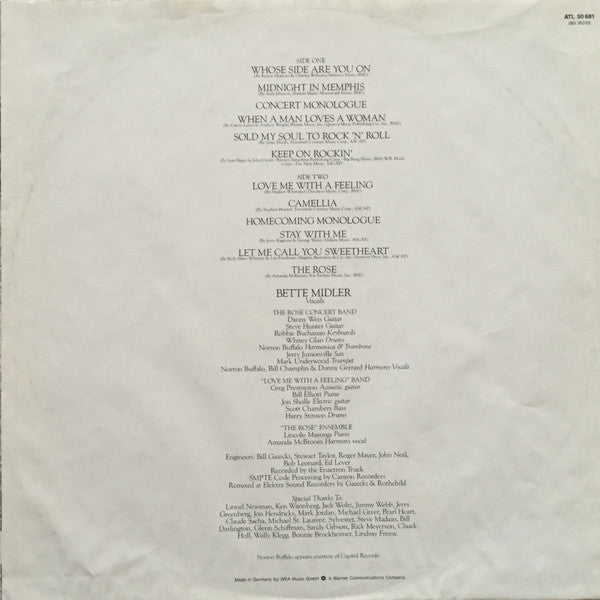 ATL 50 681
SIDE ONE
WHOSE SIDE ARE YOU ON
MIDNIGHT IN MEMPHIS
CONCERT MONOLOGUE
WHEN A MAN LOVES A WOMAN
SOLD MY SOUL TO ROCK 'N' ROLL
KEEP ON ROCKIN'
SIDE TWO
LOVE ME WITH A FEELING
CAMELLIA
HOMECOMING MONOLOGUE
STAY WITH ME
LET ME CALL YOU SWEETHEART
THE ROSE
BETTE MIDLER
Vocals
THE ROSE CONCERT BAND
Danny Weis Guitar
Steve Hunter Guitar
Robbie Buchanan Keyboards
Whitey Glan Drums
Norton Buffalo Harmonica & Trombone
Jerry Jumonville Sax
Mark Underwood Trumpet
Norton Buffalo, Bill Champlin & Donny Gerrard Harmony Vocals
"LOVE ME WITH A FEELING" BAND
Greg Prestopino Acoustic guitar
Bill Elliott Piano
Jon Sholle Electric guitar
Scott Chambers Bass
Harry Stinson Drums
"THE ROSE" ENSEMBLE
Lincoln Mayorga Piano
Amanda McBroom Harmony vocal
Engineers: Bill Gazecki, Stewart Taylor, Roger Mayer, John Neal,
Bob Leonard, Ed Lever
Recorded by the Enactron Truck
SMPTE Code Processing by Canyon Recorders
Remixed at Elektra Sound Recorders by Gazecki & Rothchild
Special Thanks To:
Lionel Newman, Ken Wannberg, Jack Woltz, Jimmy Webb, Jerry
Greenberg, Jon Hendricks, Mark Jordan, Michael Greer, Pearl Heart,
Claude Sacha, Michael St. Laurent, Sylvester, Steve Madaio, Bill
Darlington, Glenn Schiffman, Sandy Gibson, Rick Meyerson, Chuck
Hull, Wally Klegg, Bonnie Bruckheimer, Lindsay Freese.
Norton Buffalo appears courtesy of Capitol Records
Made in Germany by WEA Music GmbH A Warner Communications Company